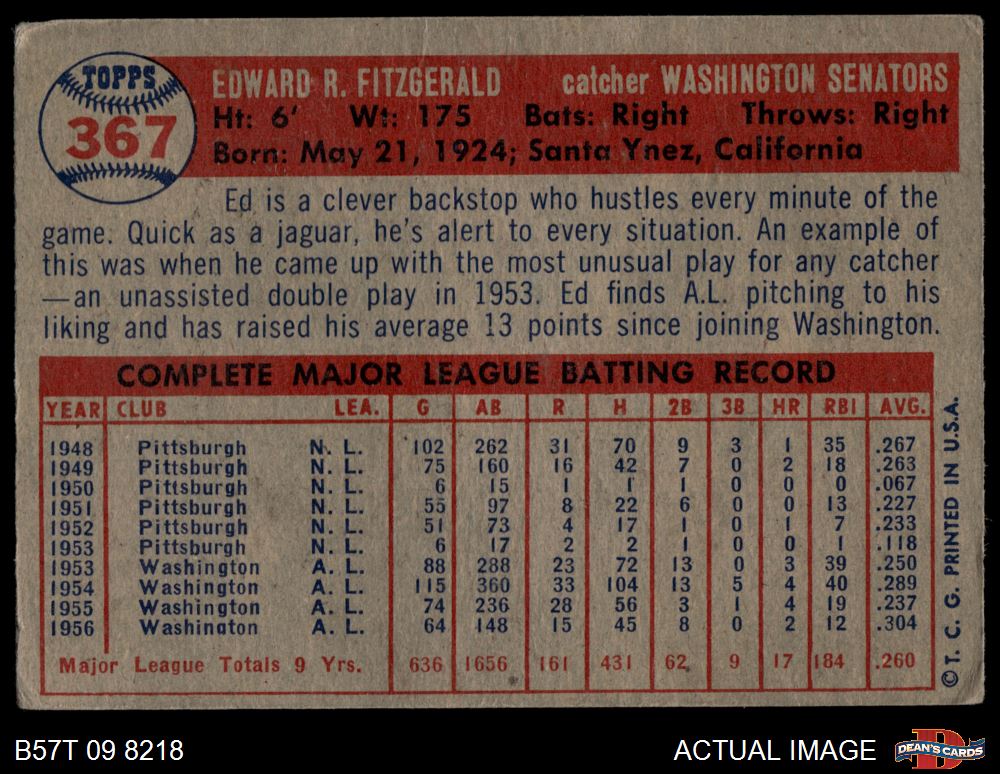 TOPPS
367
EDWARD R. FITZGERALD catcher WASHINGTON SENATORS
Ht: 6' Wt: 175 Bats: Right Throws: Right
Born: May 21, 1924; Santa Ynez, California
Ed is a clever backstop who hustles every minute of the
game. Quick as a jaguar, he's alert to every situation. An example of
this was when he came up with the most unusual play for any catcher
—an unassisted double play in 1953. Ed finds A.L. pitching to his
liking and has raised his average 13 points since joining Washington.
COMPLETE MAJOR LEAGUE BATTING RECORD
YEAR CLUB LEA. G AB R H 2B 3B HR RBI AVG.
1948 Pittsburgh N. L. 102 262 31 70 9 3 1 35 .267
1949 Pittsburgh N. L. 75 160 16 42 7 0 2 18 .263
1950 Pittsburgh N. L. 6 15 1 1 1 0 0 0 .067
1951 Pittsburgh N. L. 55 97 8 22 6 0 0 13 .227
1952 Pittsburgh N. L. 51 73 4 17 1 0 1 7 .233
1953 Pittsburgh N. L. 6 17 2 2 1 0 0 1 .118
1953 Washington A. L. 88 288 23 72 13 0 3 39 .250
1954 Washington A. L. 115 360 33 104 13 5 4 40 .289
1955 Washington A. L. 74 236 28 56 3 1 4 19 .237
1956 Washington A. L. 64 148 15 45 8 0 2 12 .304
Major League Totals 9 Yrs. 636 1656 161 431 62 9 17 184 .260
© T. C. G. PRINTED IN U.S.A.
B57T 09 8218
ACTUAL IMAGE
DEAN'S CARDS